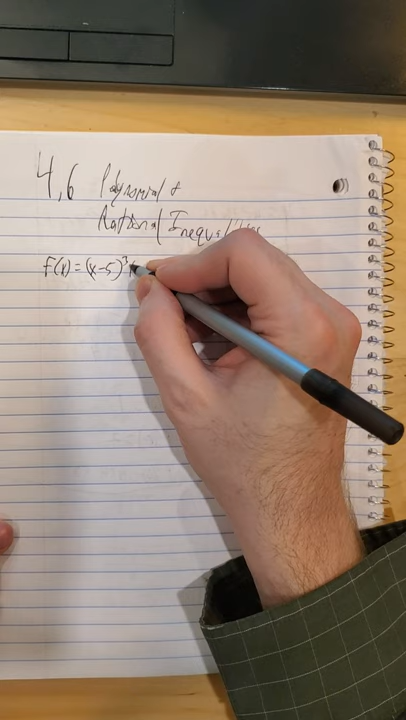 4.6 Polynomial &
Rational Inequalities
f(x) = (x-5)³(